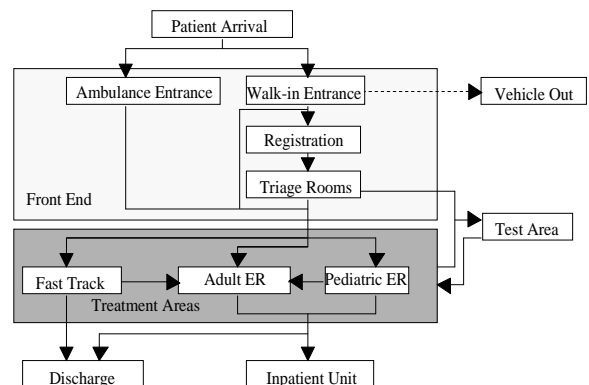 Patient Arrival
Ambulance Entrance
Walk-in Entrance
Vehicle Out
Registration
Triage Rooms
Front End
Test Area
Fast Track
Adult ER
Pediatric ER
Treatment Areas
Discharge
Inpatient Unit